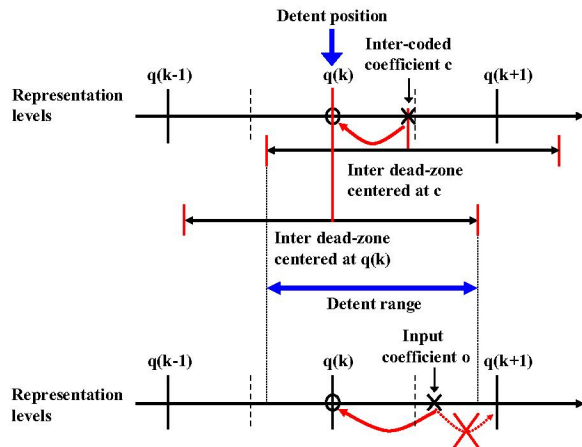 Detent position
Inter-coded
coefficient c
q(k-1)
q(k)
q(k+1)
Representation
levels
Inter dead-zone
centered at c
Inter dead-zone
centered at q(k)
Detent range
Input
coefficient o
q(k-1)
q(k)
q(k+1)
Representation
levels